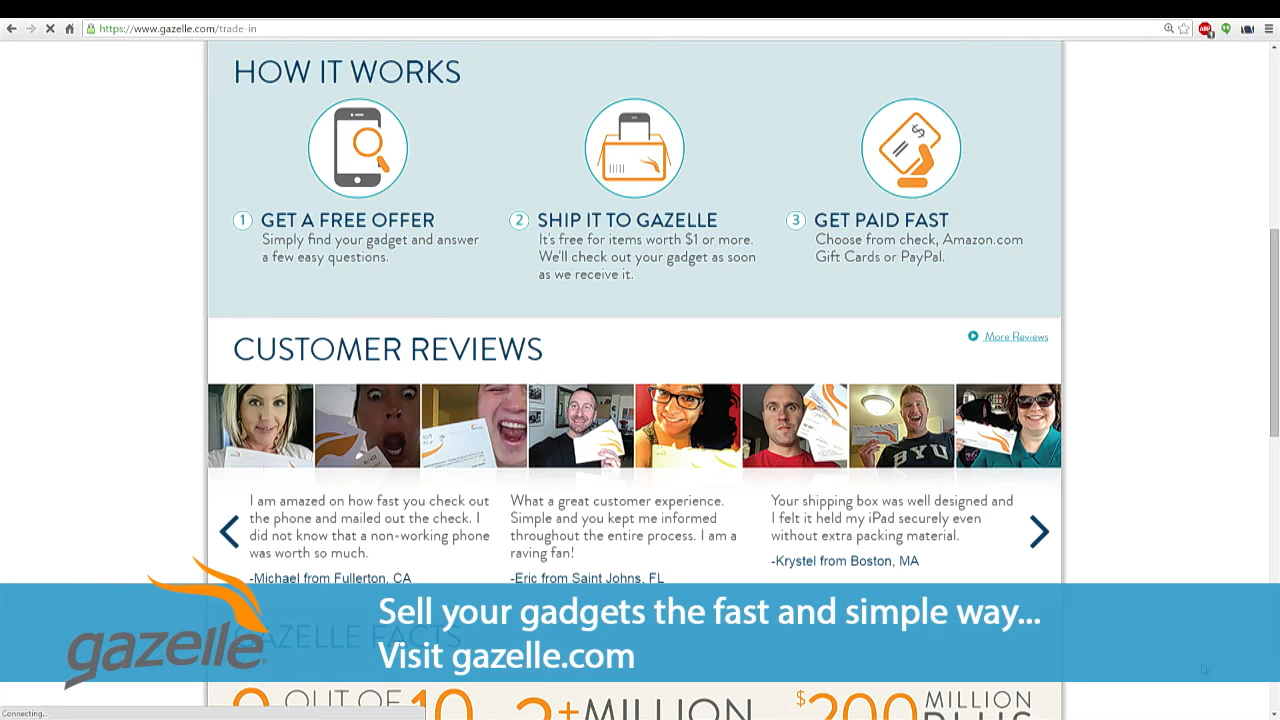 https://www.gazelle.com/trade-in
ABP
HOW IT WORKS
1 GET A FREE OFFER
Simply find your gadget and answer
a few easy questions.
2 SHIP IT TO GAZELLE
It's free for items worth $1 or more.
We'll check out your gadget as soon
as we receive it.
3 GET PAID FAST
Choose from check, Amazon.com
Gift Cards or PayPal.
CUSTOMER REVIEWS
More Reviews
BYU
I am amazed on how fast you check out
the phone and mailed out the check. I
did not know that a non-working phone
was worth so much.
-Michael from Fullerton, CA
What a great customer experience.
Simple and you kept me informed
throughout the entire process. I am a
raving fan!
-Eric from Saint Johns, FL
Your shipping box was well designed and
I felt it held my iPad securely even
without extra packing material.
-Krystel from Boston, MA
gazelle
Sell your gadgets the fast and simple way...
Visit gazelle.com
GAZELLE FACTS
OUT OF 10
2+ MILLION
$200 MILLION
PLUS
Connecting...